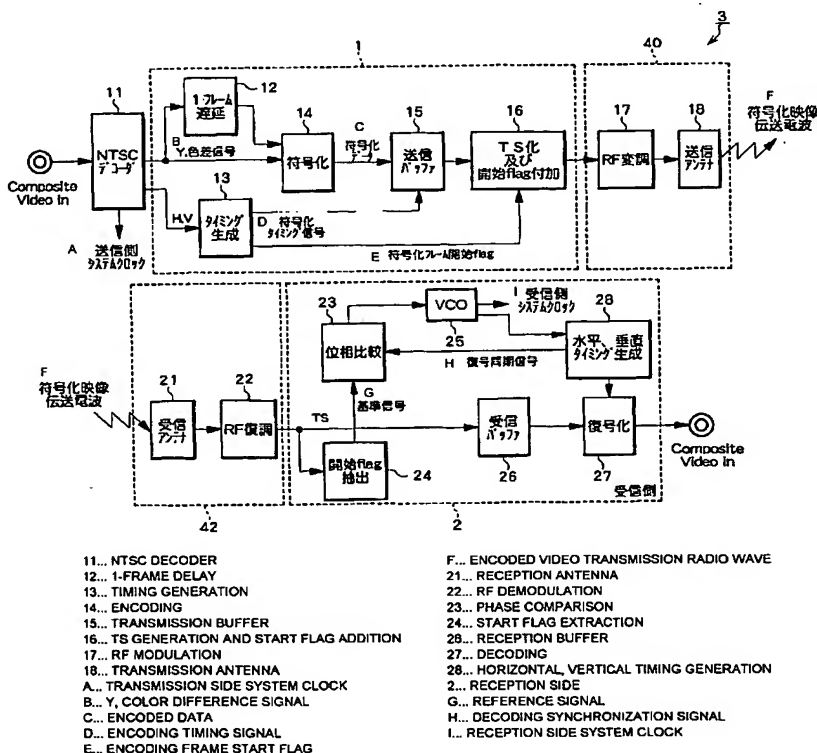 3
1
40
11
12
1フレーム
遅延
14
C
15
16
17
18
F
符号化映像
伝送電波
NTSC
デコーダ
B
Y,色差信号
符号化
符号化
データ
送信
バッファ
TS化
及び
開始flag付加
RF変調
送信
アンテナ
Composite
Video In
H,V
13
タイミング
生成
D 符号化
タイミング信号
A 送信側
システムクロック
E 符号化フレーム開始flag
23
VCO
25
I 受信側
システムクロック
28
位相比較
水平、垂直
タイミング生成
H 復号同期信号
F
符号化映像
伝送電波
21
22
G
基準信号
受信
アンテナ
RF復調
TS
受信
バッファ
復号化
Composite
Video In
開始flag
抽出
24
26
27
受信側
42
2
11... NTSC DECODER
12... 1-FRAME DELAY
13... TIMING GENERATION
14... ENCODING
15... TRANSMISSION BUFFER
16... TS GENERATION AND START FLAG ADDITION
17... RF MODULATION
18... TRANSMISSION ANTENNA
A... TRANSMISSION SIDE SYSTEM CLOCK
B... Y, COLOR DIFFERENCE SIGNAL
C... ENCODED DATA
D... ENCODING TIMING SIGNAL
E... ENCODING FRAME START FLAG
F... ENCODED VIDEO TRANSMISSION RADIO WAVE
21... RECEPTION ANTENNA
22... RF DEMODULATION
23... PHASE COMPARISON
24... START FLAG EXTRACTION
26... RECEPTION BUFFER
27... DECODING
28... HORIZONTAL, VERTICAL TIMING GENERATION
2... RECEPTION SIDE
G... REFERENCE SIGNAL
H... DECODING SYNCHRONIZATION SIGNAL
I... RECEPTION SIDE SYSTEM CLOCK